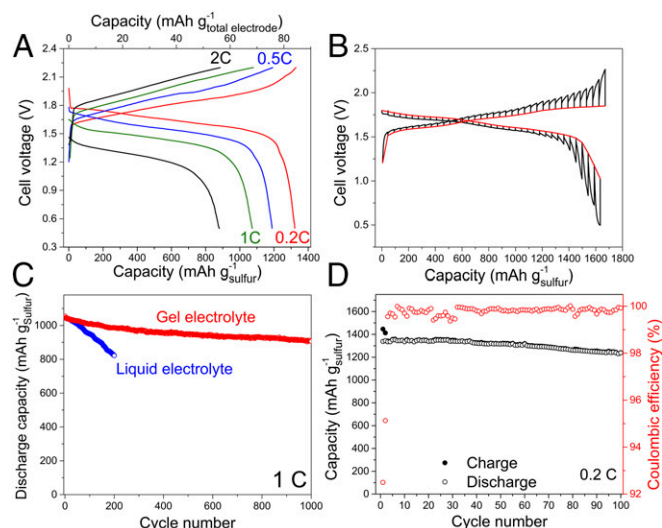 A
Capacity (mAh g⁻¹total electrode)
0 20 40 60 80
2C
0.5C
1C
0.2C
Cell voltage (V)
2.4
2.1
1.8
1.5
1.2
0.9
0.6
0.3
0 200 400 600 800 1000 1200 1400
Capacity (mAh g⁻¹sulfur)
B
Cell voltage (V)
2.5
2.0
1.5
1.0
0.5
0 200 400 600 800 1000 1200 1400 1600 1800
Capacity (mAh g⁻¹sulfur)
C
Gel electrolyte
Liquid electrolyte
1 C
Discharge capacity (mAh g⁻¹Sulfur)
1000
800
600
400
200
0
0 200 400 600 800 1000
Cycle number
D
Charge
Discharge
0.2 C
Capacity (mAh g⁻¹sulfur)
1600
1400
1200
1000
800
600
400
200
0
Coulombic efficiency (%)
100
98
96
94
92
0 10 20 30 40 50 60 70 80 90 100
Cycle number